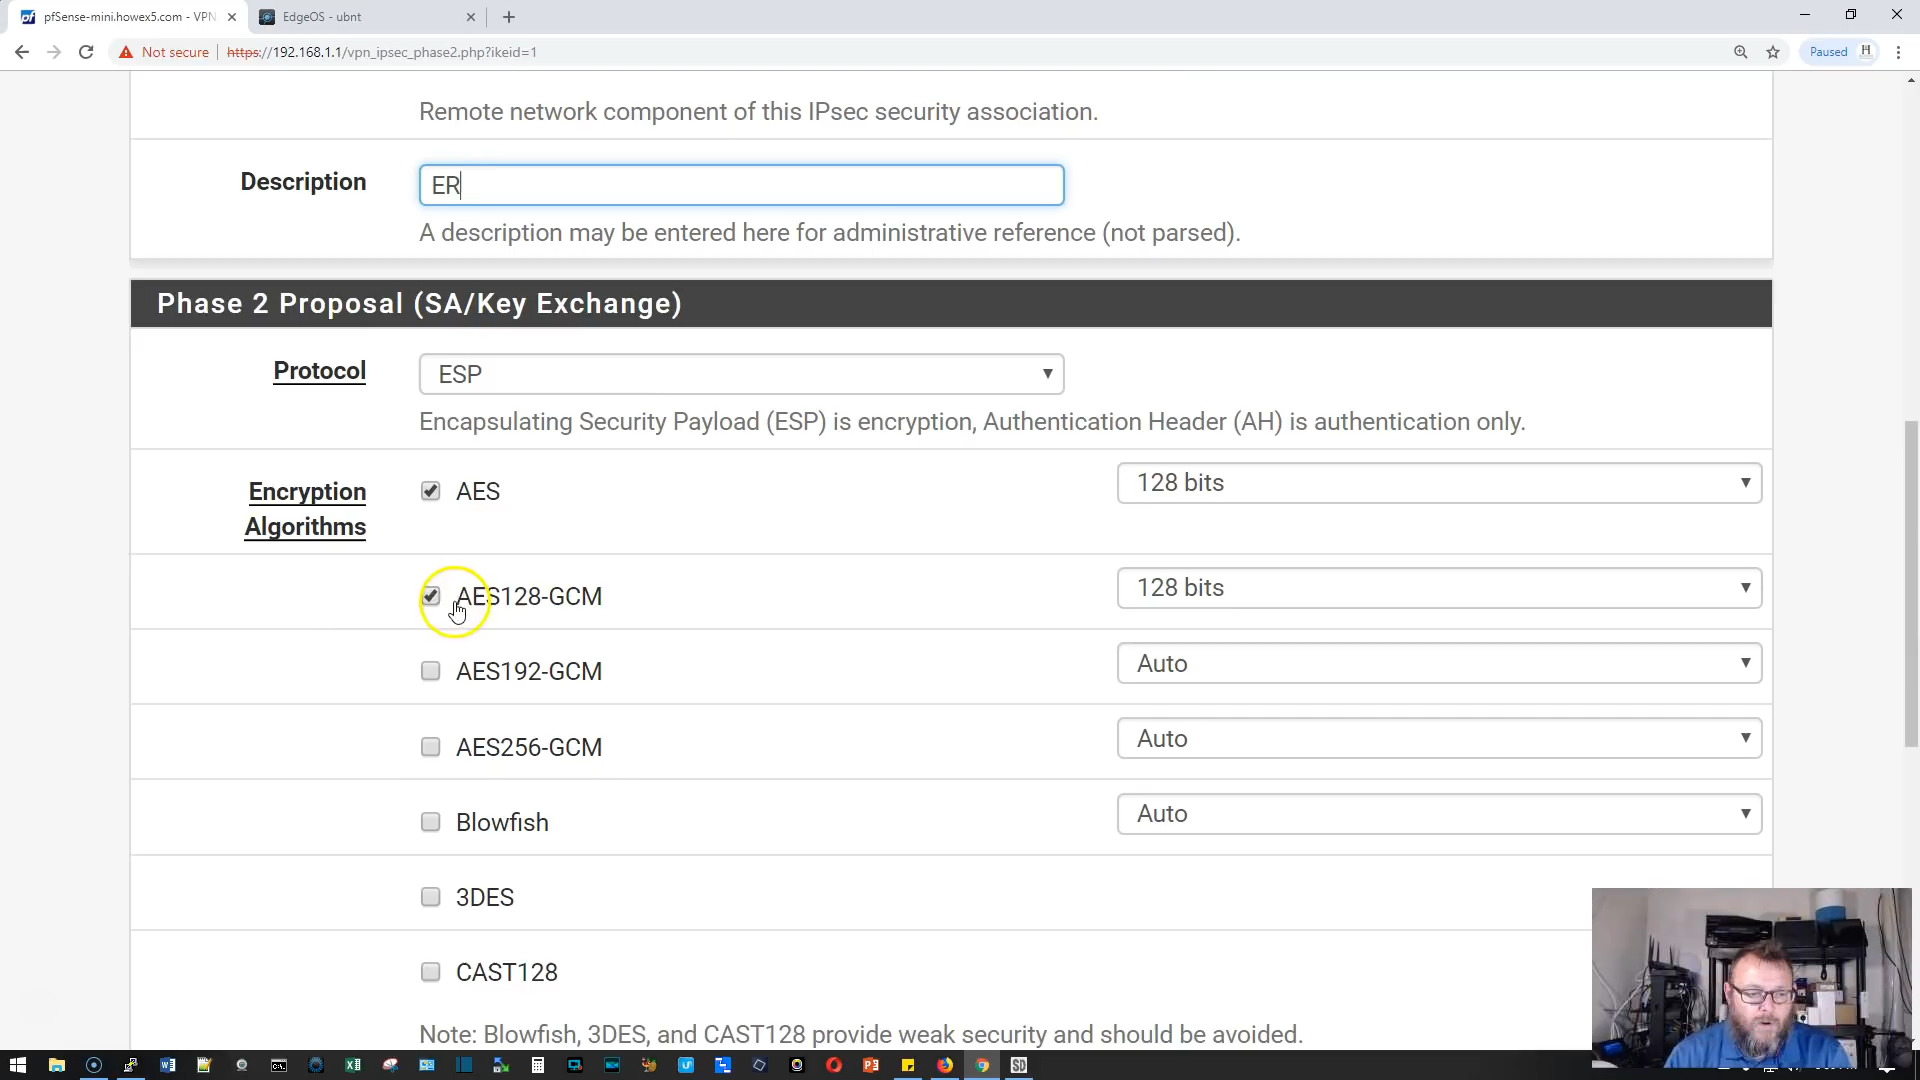 pfSense-mini.howex5.com - VPN
EdgeOS - ubnt
Not secure
https://192.168.1.1/vpn_ipsec_phase2.php?ikeid=1
Paused
Remote network component of this IPsec security association.
Description
ER
A description may be entered here for administrative reference (not parsed).
Phase 2 Proposal (SA/Key Exchange)
Protocol
ESP
Encapsulating Security Payload (ESP) is encryption, Authentication Header (AH) is authentication only.
Encryption
Algorithms
AES
128 bits
AES128-GCM
128 bits
AES192-GCM
Auto
AES256-GCM
Auto
Blowfish
Auto
3DES
CAST128
Note: Blowfish, 3DES, and CAST128 provide weak security and should be avoided.